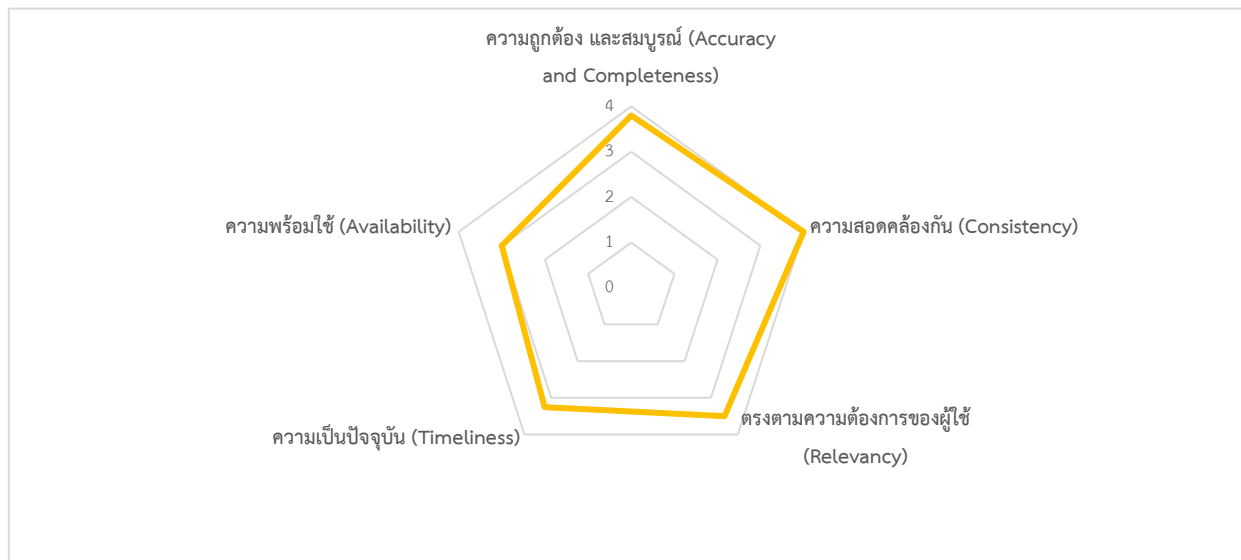 ความถูกต้อง และสมบูรณ์ (Accuracy
and Completeness)
4
3
2
1
0
ความพร้อมใช้ (Availability)
ความสอดคล้องกัน (Consistency)
ความเป็นปัจจุบัน (Timeliness)
ตรงตามความต้องการของผู้ใช้
(Relevancy)